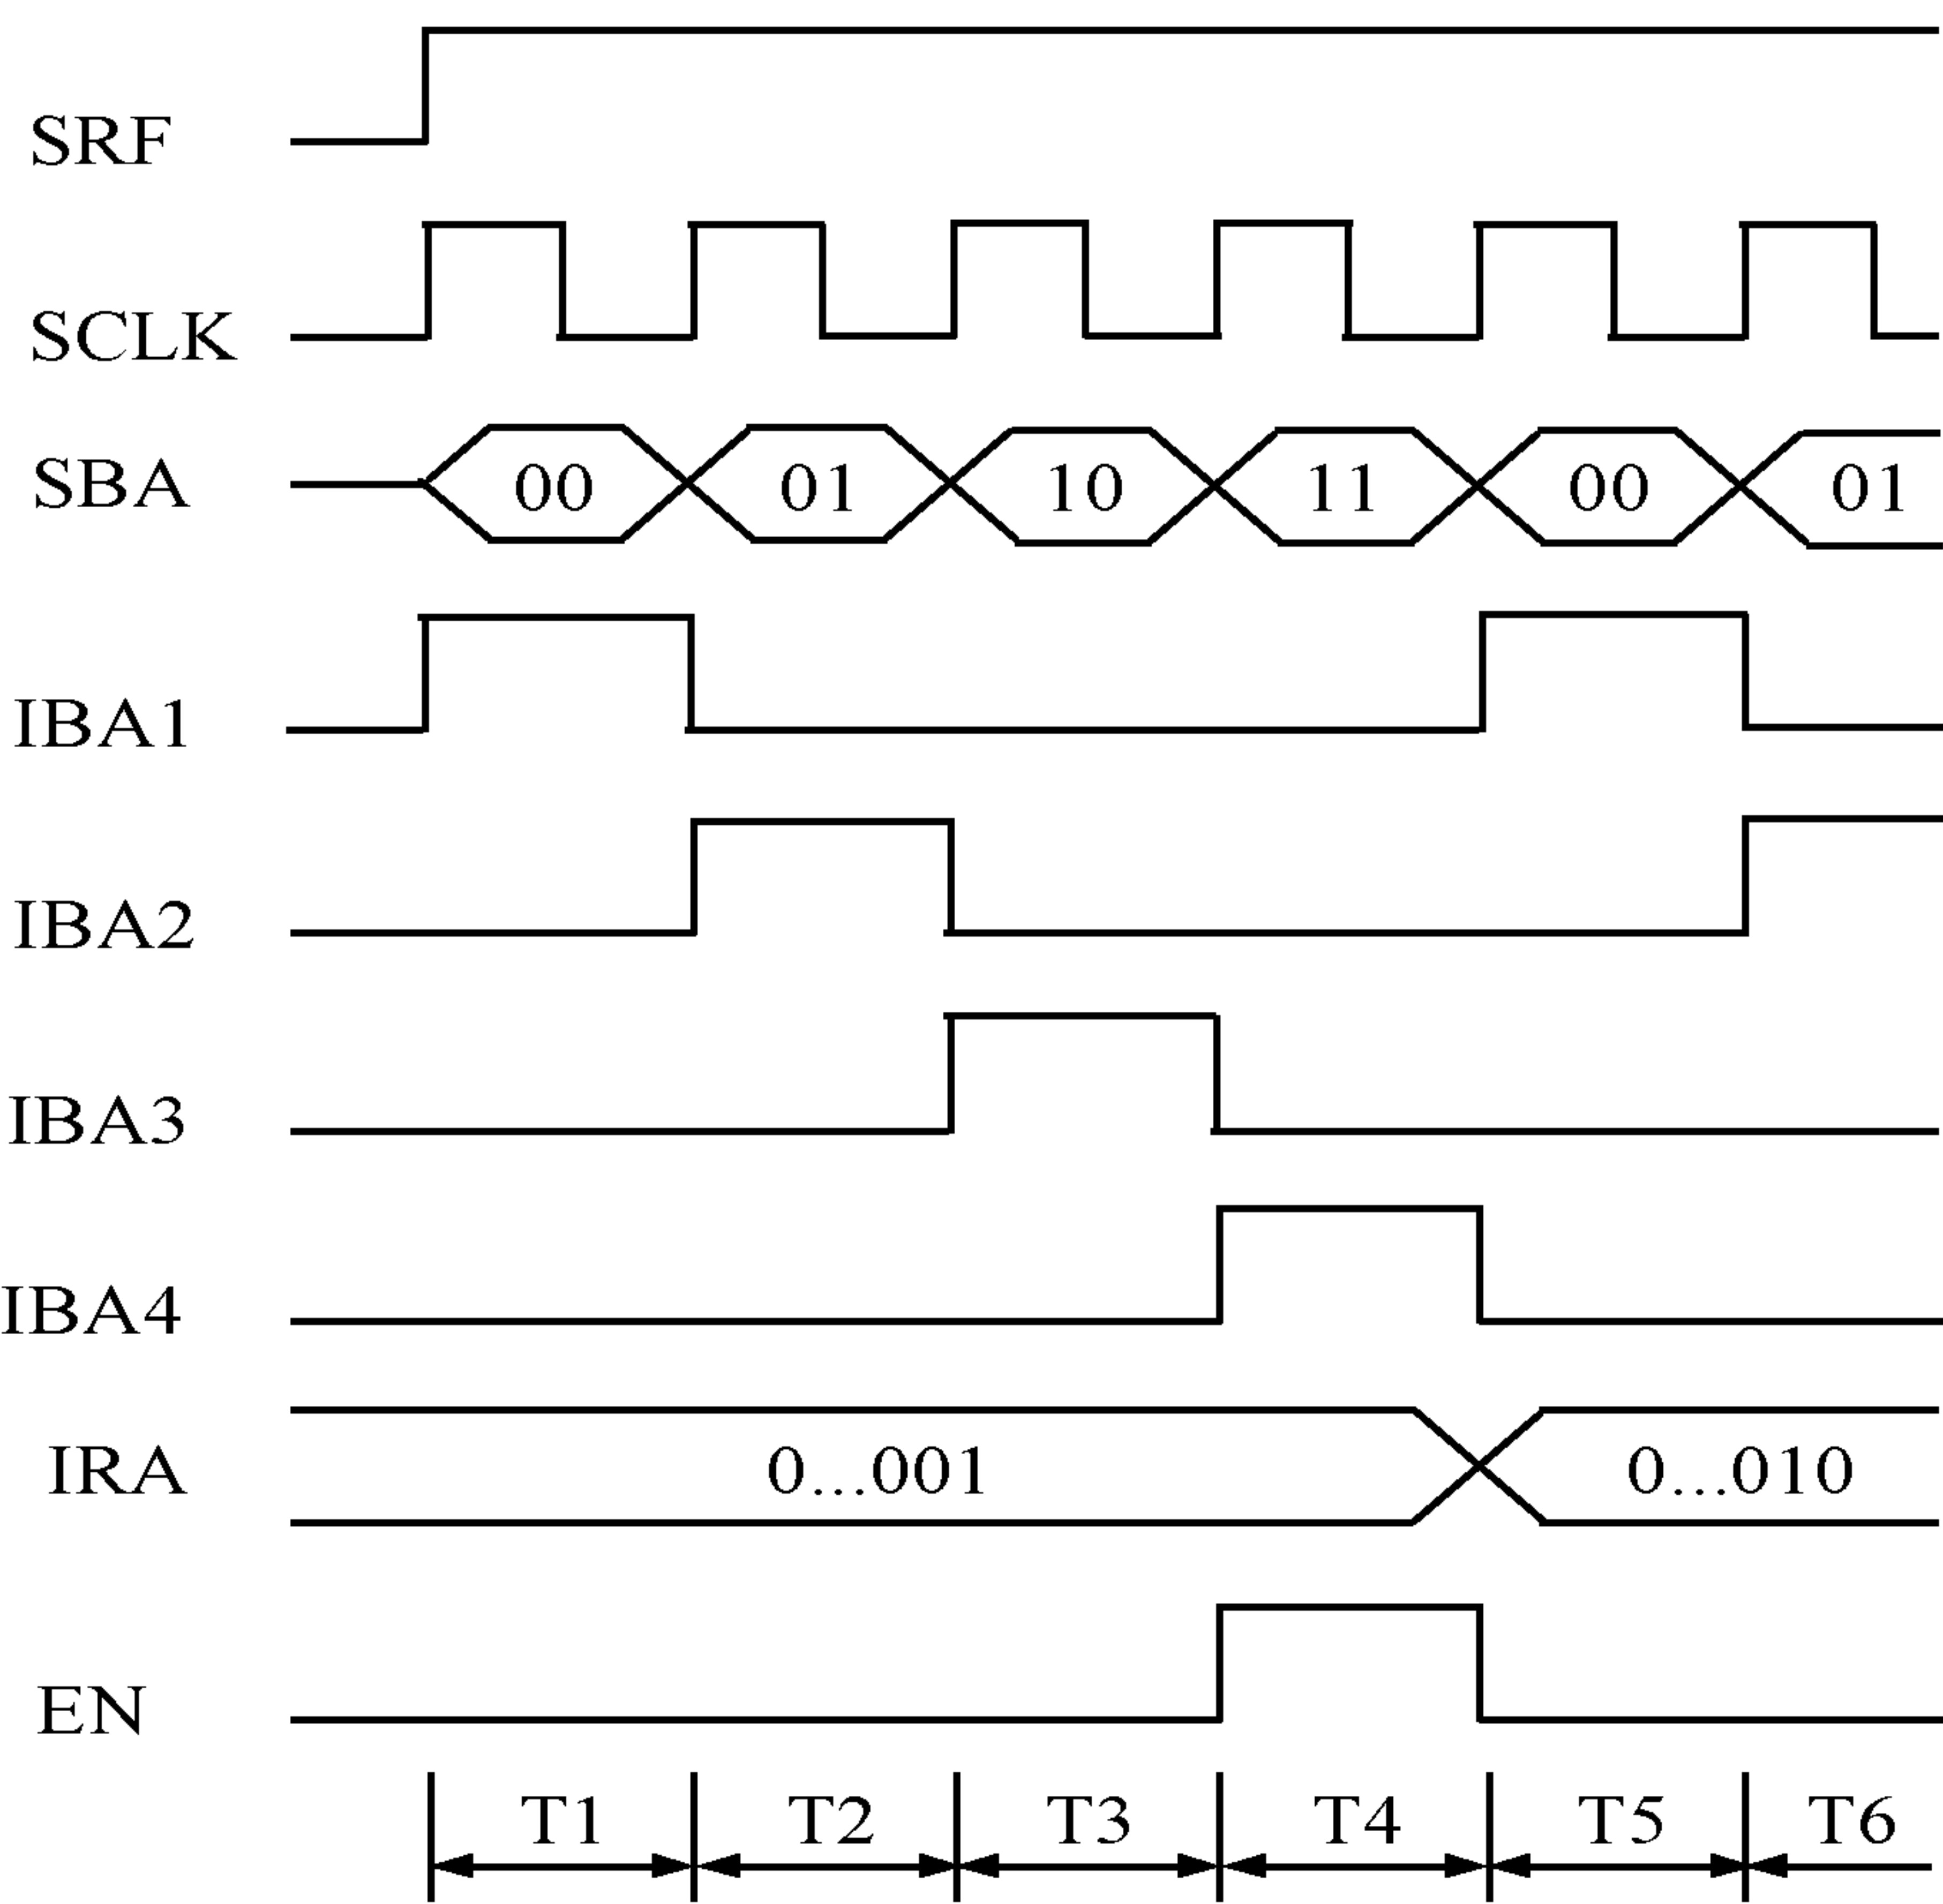 SRF
SCLK
SBA 00 01 10 11 00 01
IBA1
IBA2
IBA3
IBA4
IRA 0...001 0...010
EN
T1 T2 T3 T4 T5 T6